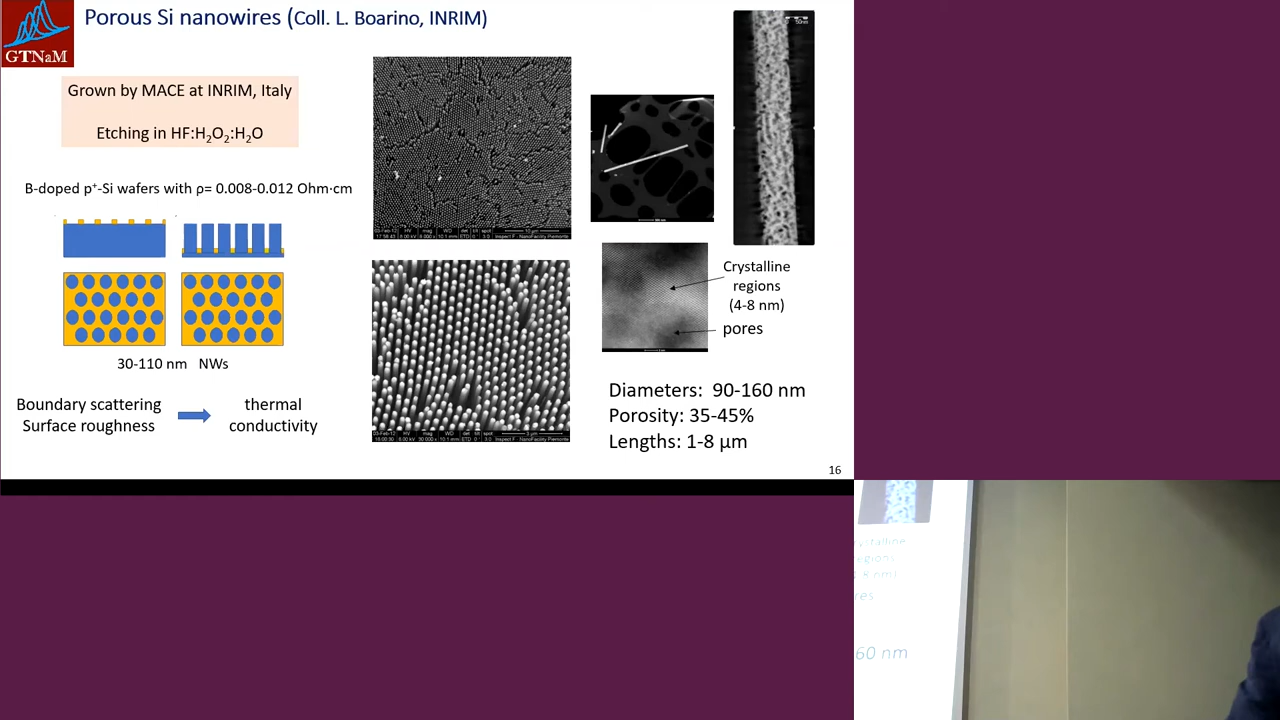 GTNaM
Porous Si nanowires (Coll. L. Boarino, INRIM)
Grown by MACE at INRIM, Italy
Etching in HF:H₂O₂:H₂O
B-doped p⁺-Si wafers with ρ= 0.008-0.012 Ohm·cm
30-110 nm NWs
Boundary scattering
Surface roughness
thermal
conductivity
Crystalline
regions
(4-8 nm)
pores
Diameters: 90-160 nm
Porosity: 35-45%
Lengths: 1-8 µm
16
60 nm